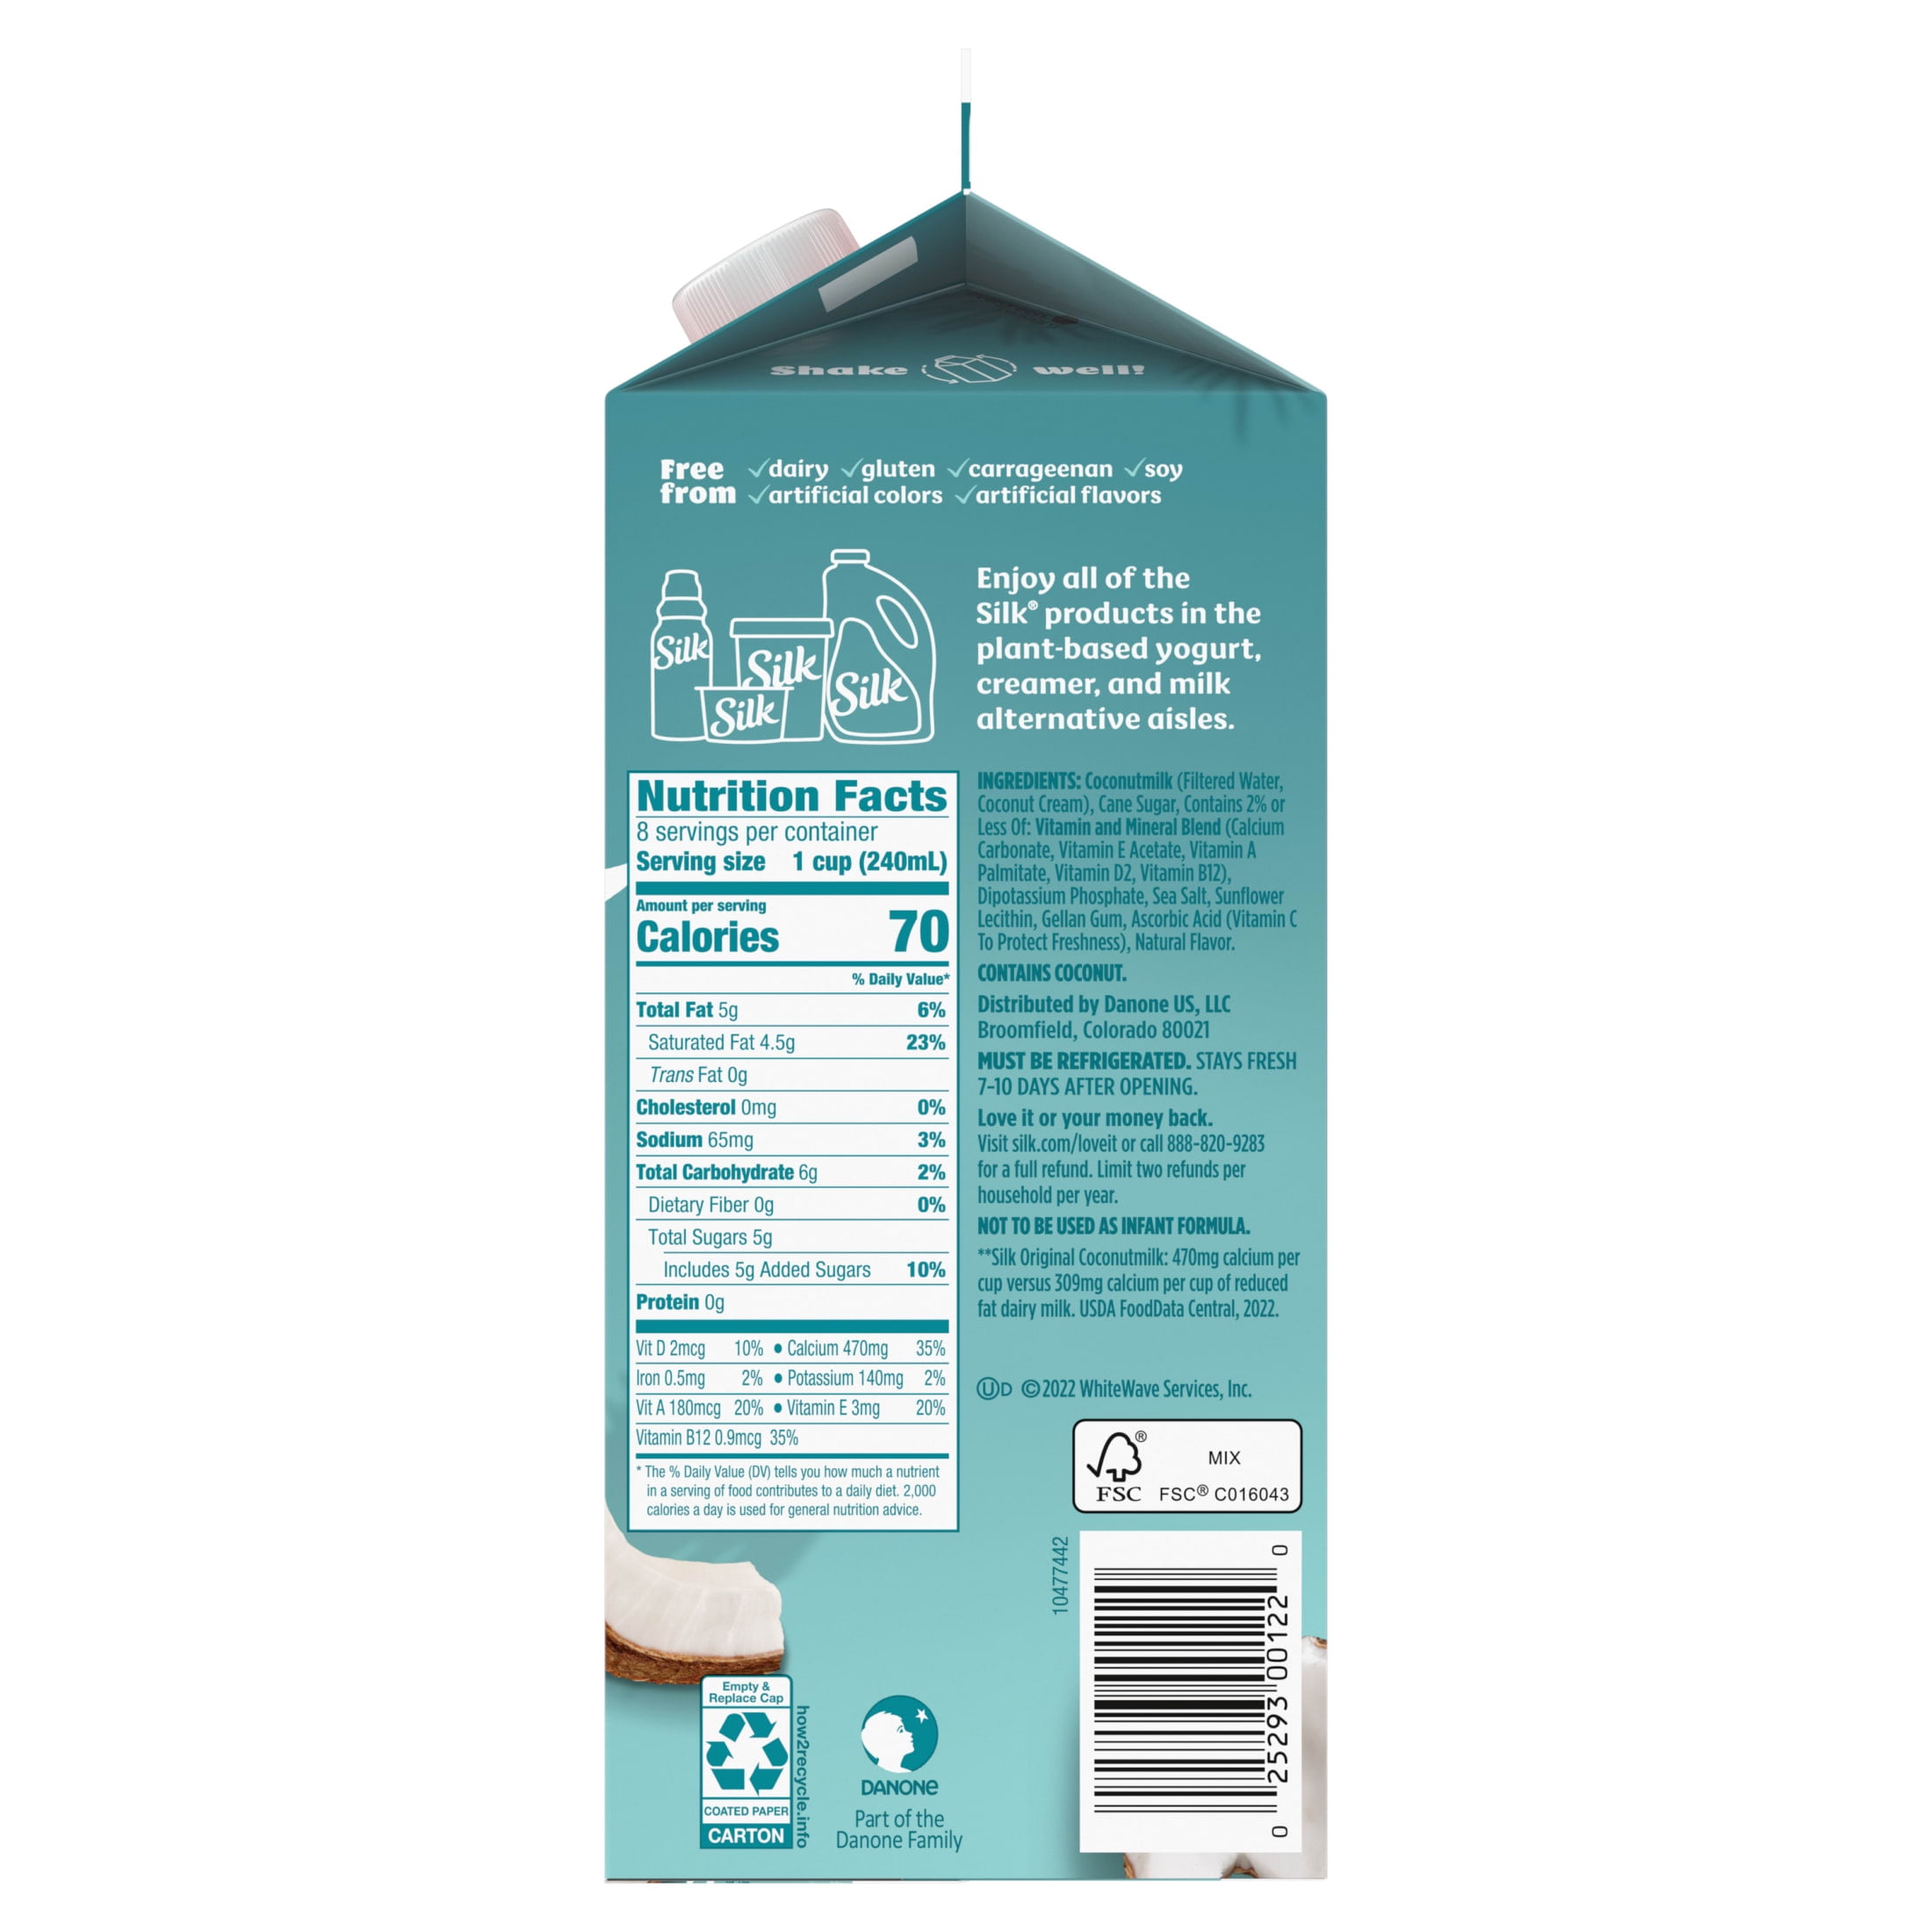 Shake well!
Free from ✓dairy ✓gluten ✓carrageenan ✓soy
✓artificial colors ✓artificial flavors
Silk
Silk
Silk
Silk
Enjoy all of the
Silk® products in the
plant-based yogurt,
creamer, and milk
alternative aisles.
Nutrition Facts
8 servings per container
Serving size 1 cup (240mL)
Amount per serving
Calories 70
% Daily Value*
Total Fat 5g 6%
Saturated Fat 4.5g 23%
Trans Fat 0g
Cholesterol 0mg 0%
Sodium 65mg 3%
Total Carbohydrate 6g 2%
Dietary Fiber 0g 0%
Total Sugars 5g
Includes 5g Added Sugars 10%
Protein 0g
Vit D 2mcg 10% • Calcium 470mg 35%
Iron 0.5mg 2% • Potassium 140mg 2%
Vit A 180mcg 20% • Vitamin E 3mg 20%
Vitamin B12 0.9mcg 35%
* The % Daily Value (DV) tells you how much a nutrient
in a serving of food contributes to a daily diet. 2,000
calories a day is used for general nutrition advice.
INGREDIENTS: Coconutmilk (Filtered Water,
Coconut Cream), Cane Sugar, Contains 2% or
Less Of: Vitamin and Mineral Blend (Calcium
Carbonate, Vitamin E Acetate, Vitamin A
Palmitate, Vitamin D2, Vitamin B12),
Dipotassium Phosphate, Sea Salt, Sunflower
Lecithin, Gellan Gum, Ascorbic Acid (Vitamin C
To Protect Freshness), Natural Flavor.
CONTAINS COCONUT.
Distributed by Danone US, LLC
Broomfield, Colorado 80021
MUST BE REFRIGERATED. STAYS FRESH
7-10 DAYS AFTER OPENING.
Love it or your money back.
Visit silk.com/loveit or call 888-820-9283
for a full refund. Limit two refunds per
household per year.
NOT TO BE USED AS INFANT FORMULA.
**Silk Original Coconutmilk: 470mg calcium per
cup versus 309mg calcium per cup of reduced
fat dairy milk. USDA FoodData Central, 2022.
ⓊD ©2022 WhiteWave Services, Inc.
®
MIX
FSC FSC® C016043
10477442
0 25293 00122 0
Empty &
Replace Cap
COATED PAPER
CARTON
how2recycle.info
DANONE
Part of the
Danone Family